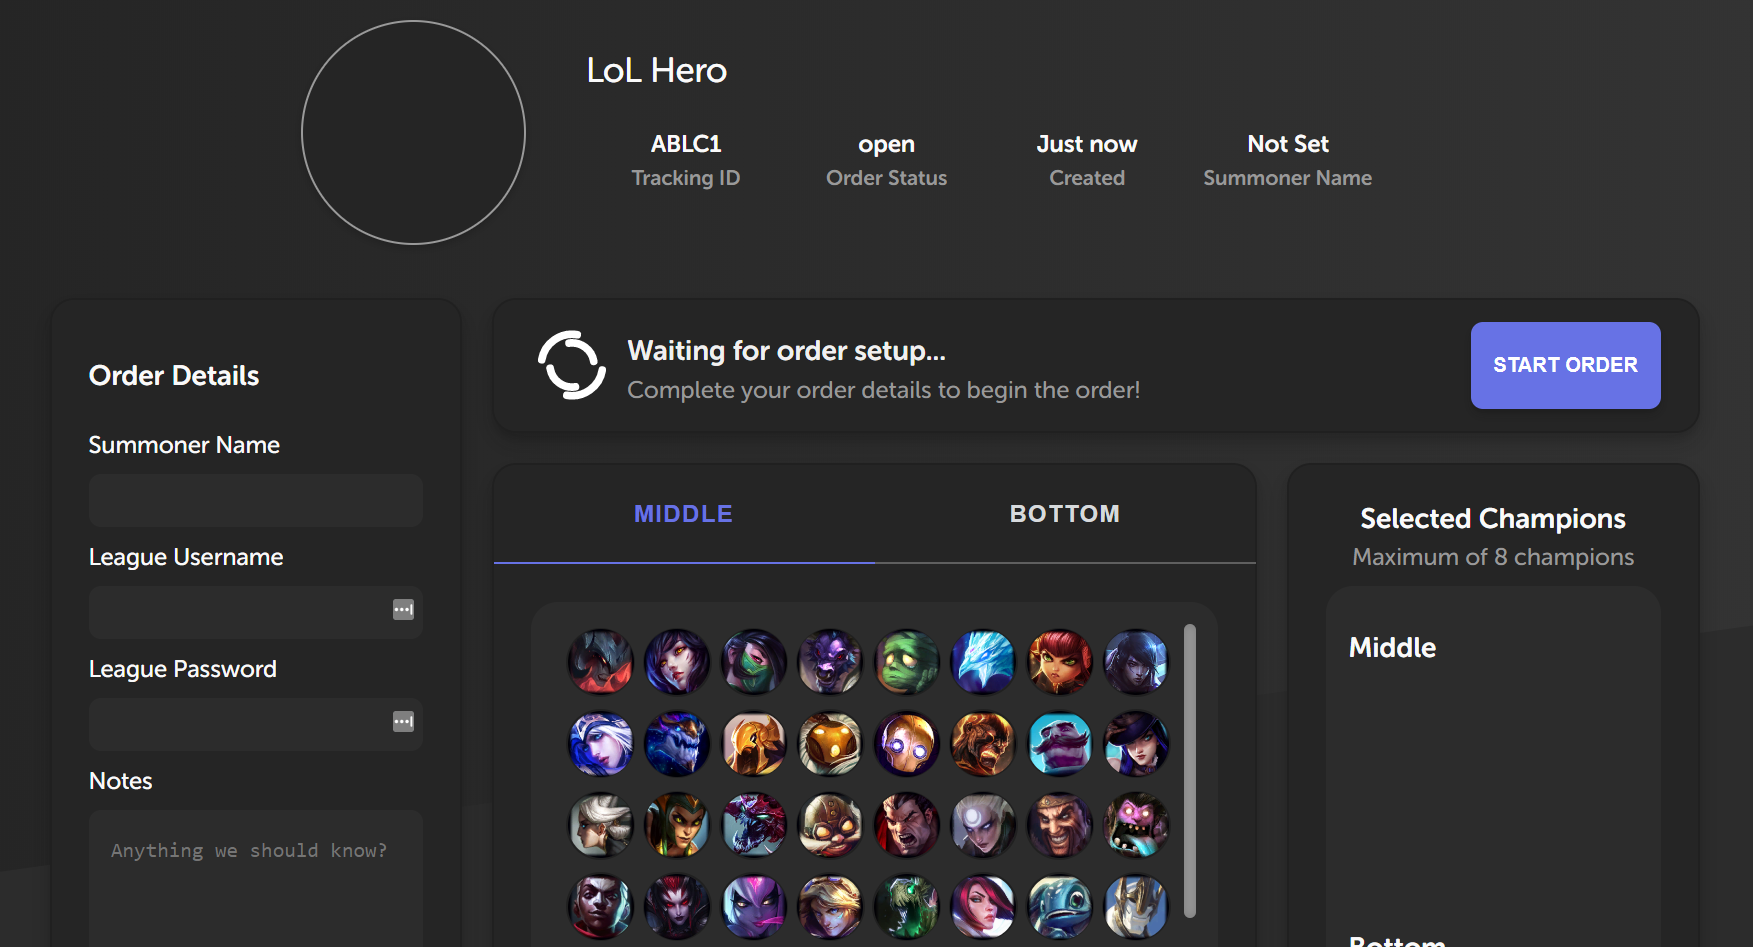 LoL Hero
ABLC1
Tracking ID
open
Order Status
Just now
Created
Not Set
Summoner Name
Order Details
Summoner Name
League Username
League Password
Notes
Anything we should know?
Waiting for order setup...
Complete your order details to begin the order!
START ORDER
MIDDLE
BOTTOM
Selected Champions
Maximum of 8 champions
Middle
Bottom